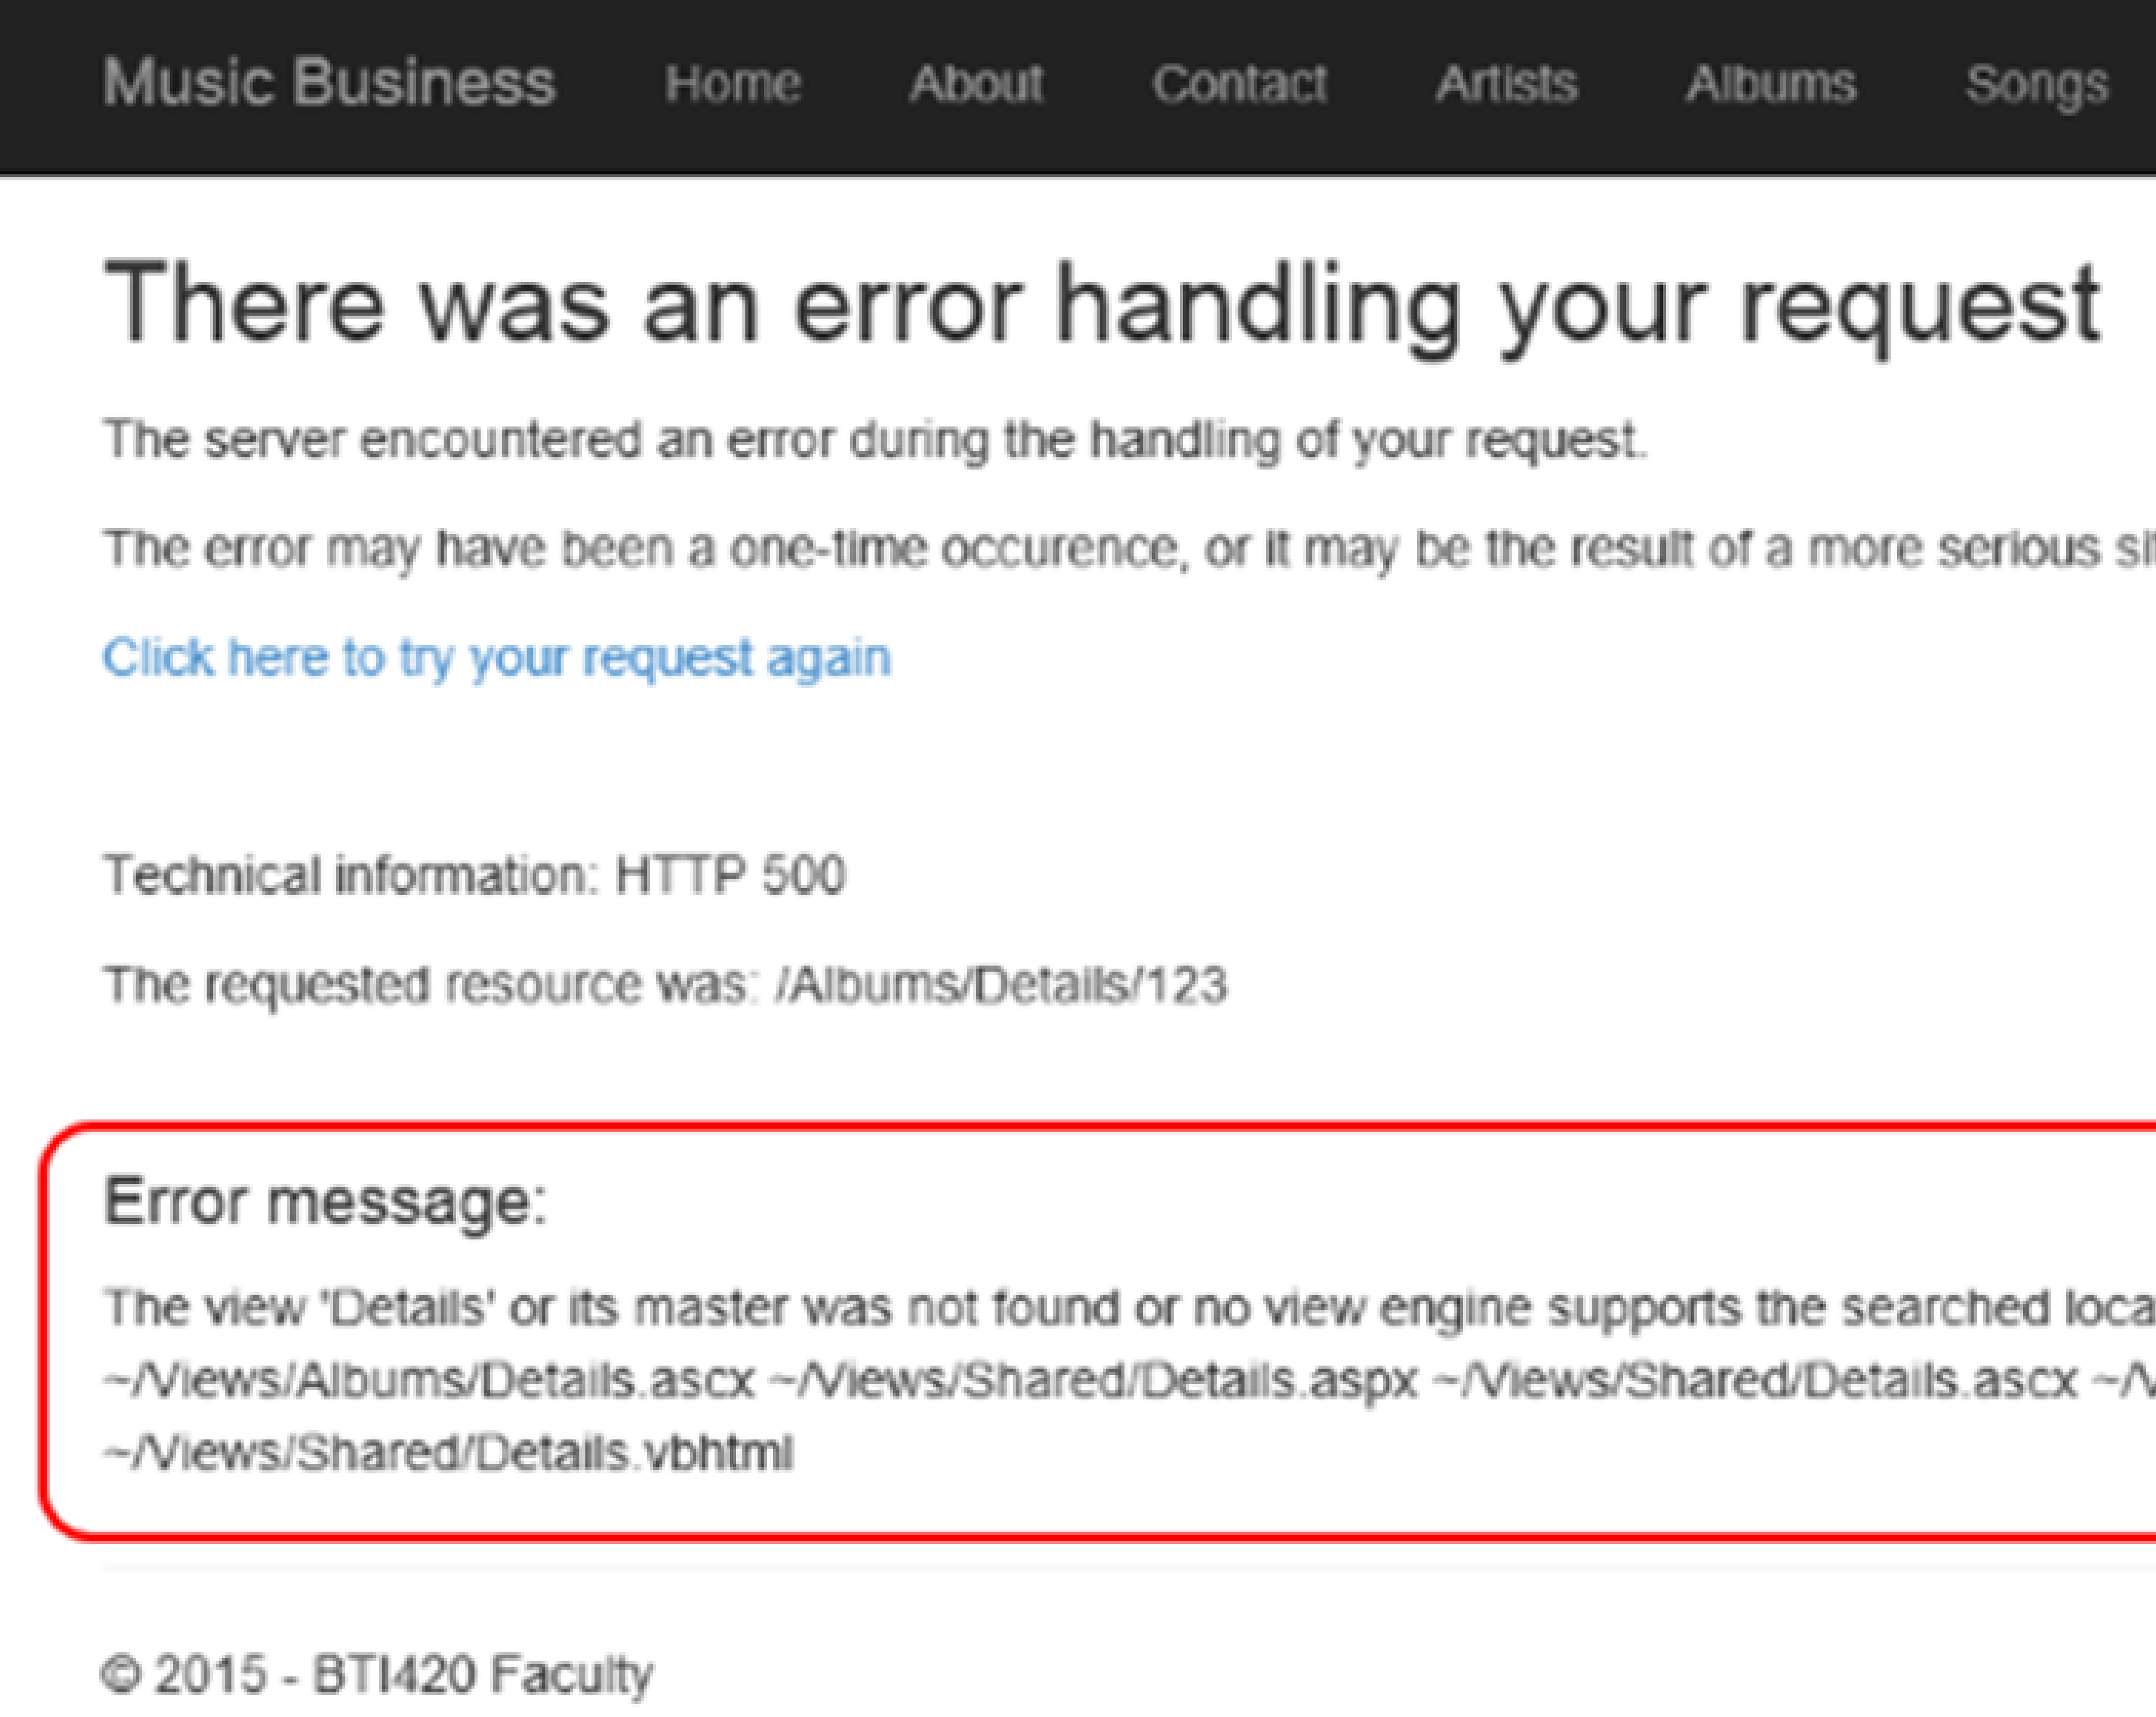 Music Business Home About Contact Artists Albums Songs
There was an error handling your request
The server encountered an error during the handling of your request.
The error may have been a one-time occurence, or it may be the result of a more serious
Click here to try your request again
Technical information: HTTP 500
The requested resource was: /Albums/Details/123
Error message:
The view 'Details' or its master was not found or no view engine supports the searched
~/Views/Albums/Details.ascx ~/Views/Shared/Details.aspx ~/Views/Shared/Details.ascx
~/Views/Shared/Details.vbhtml
© 2015 - BTI420 Faculty